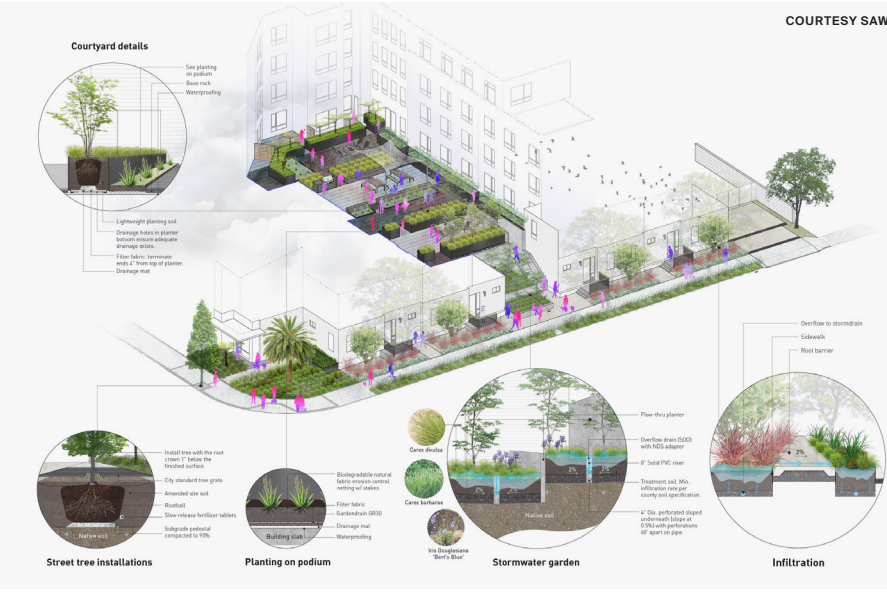 COURTESY SAW
Courtyard details
See planting
on podium
Base rock
Waterproofing
Lightweight planting soil
Drainage holes in planter
botoom ensure adequate
drainage exists.
Filter fabric, terminate
ends 4" from top of planter.
Drainage mat
Install tree with the root
crown 1" below the
finished surface
City standard tree grate
Amended site soil
Rootball
Slow release fertilizer tablets
Subgrade pedestal
compacted to 90%.
Native soil
Street tree installations
Biodegradable natural
fabric erosion control
netting w/ stakes
Filter fabric
Gardendrain GR30
Drainage mat
Waterproofing
Building slab
Planting on podium
Carex divulsa
Carex barbarae
Iris Douglasiana
"Bert's Blue"
Flow-thru planter
Overflow drain (SOD)
with NDS adapter
Solid PVC riser
Treatment soil. Min.
infiltration rate per
county soil specification.
4" Dia. perforated sloped
underneath (slope at
0.5%) with perforations
apart on pipe.
2%
2%
Native soil
Stormwater garden
Overflow to stormdrain
Sidewalk
Root barrier
2%
Infiltration